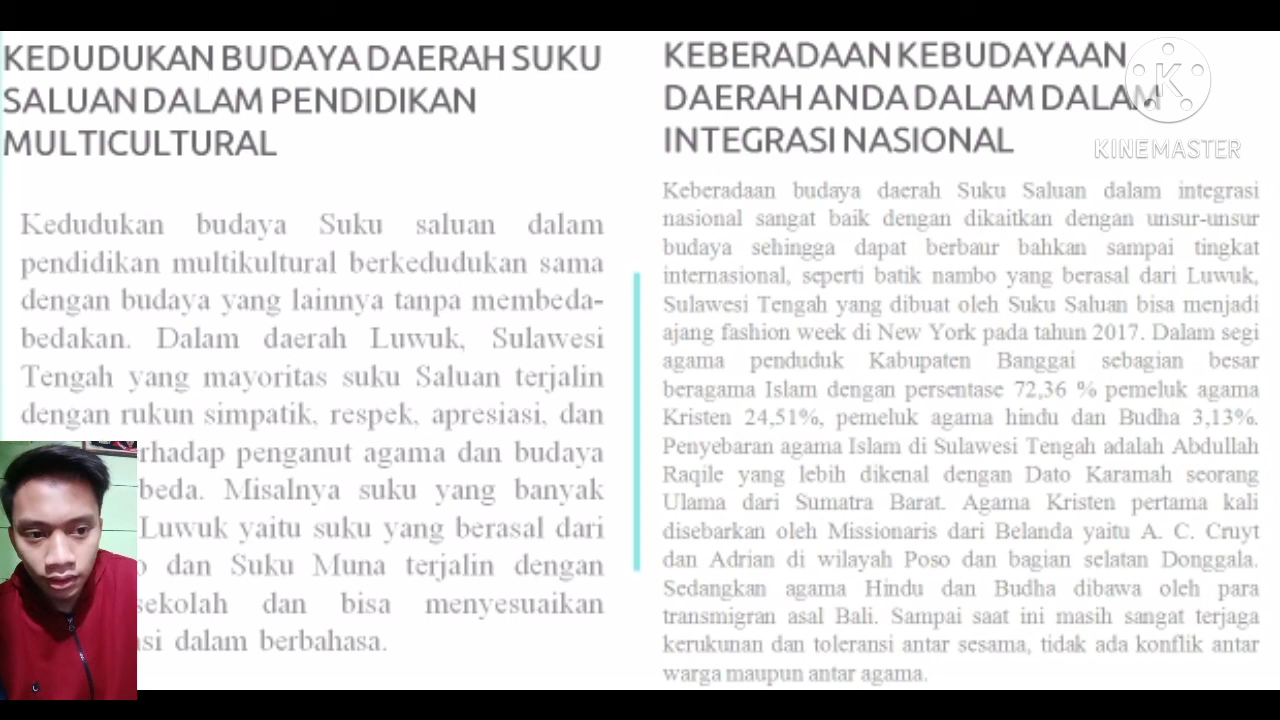 KEDUDUKAN BUDAYA DAERAH SUKU
SALUAN DALAM PENDIDIKAN
MULTICULTURAL
Kedudukan budaya Suku saluan dalam
pendidikan multikultural berkedudukan sama
dengan budaya yang lainnya tanpa membeda-
bedakan. Dalam daerah Luwuk, Sulawesi
Tengah yang mayoritas suku Saluan terjalin
dengan rukun simpatik, respek, apresiasi, dan
penganut agama dan budaya
Misalnya suku yang banyak
Luwuk yaitu suku yang berasal dari
dan Suku Muna terjalin dengan
sekolah dan bisa menyesuaikan
dalam berbahasa.
KEBERADAAN KEBUDAYAAN
DAERAH ANDA DALAM DALAM
INTEGRASI NASIONAL
Keberadaan budaya daerah Suku Saluan dalam integrasi
nasional sangat baik dengan dikaitkan dengan unsur-unsur
budaya sehingga dapat berbaur bahkan sampai tingkat
internasional, seperti batik nambo yang berasal dari Luwuk,
Sulawesi Tengah yang dibuat oleh Suku Saluan bisa menjadi
ajang fashion week di New York pada tahun 2017. Dalam segi
agama penduduk Kabupaten Banggai sebagian besar
beragama Islam dengan persentase 72,36 % pemeluk agama
Kristen 24,51%, pemeluk agama hindu dan Budha 3,13%.
Penyebaran agama Islam di Sulawesi Tengah adalah Abdullah
Raqile yang lebih dikenal dengan Dato Karamah seorang
Ulama dari Sumatra Barat. Agama Kristen pertama kali
disebarkan oleh Missionaris dari Belanda yaitu A. C. Cruyt
dan Adrian di wilayah Poso dan bagian selatan Donggala.
Sedangkan agama Hindu dan Budha dibawa oleh para
transmigran asal Bali. Sampai saat ini masih sangat terjaga
kerukunan dan toleransi antar sesama, tidak ada konflik antar
warga maupun antar agama.
K
KINEMASTER